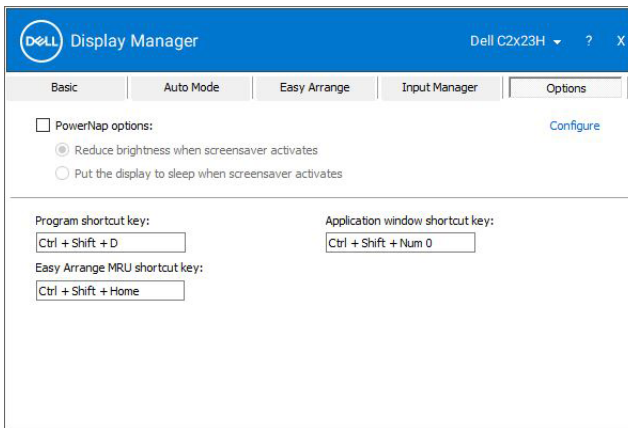 DELL Display Manager
Dell C2x23H ? X
Basic Auto Mode Easy Arrange Input Manager Options
PowerNap options: Configure
Reduce brightness when screensaver activates
Put the display to sleep when screensaver activates
Program shortcut key: Application window shortcut key:
Ctrl + Shift + D Ctrl + Shift + Num 0
Easy Arrange MRU shortcut key:
Ctrl + Shift + Home